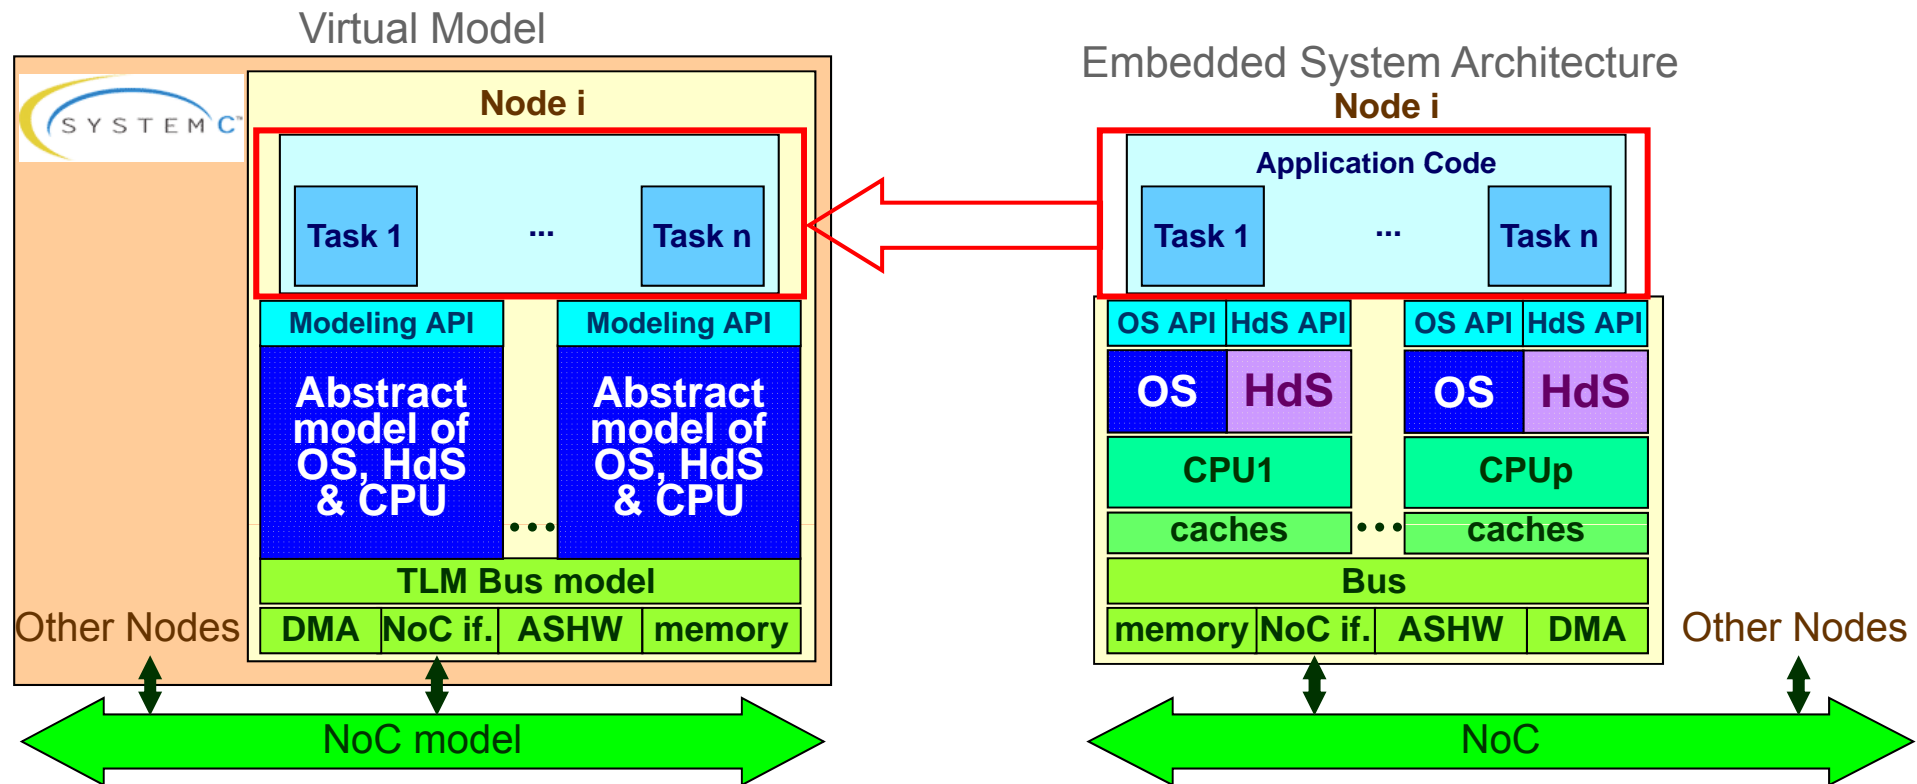 Virtual Model
SYSTEM C™
Node i
Task 1 ... Task n
Modeling API Modeling API
Abstract model of OS, HdS & CPU
Abstract model of OS, HdS & CPU
...
TLM Bus model
DMA NoC if. ASHW memory
Other Nodes
NoC model
Embedded System Architecture
Node i
Application Code
Task 1 ... Task n
OS API HdS API OS API HdS API
OS HdS OS HdS
CPU1 CPUp
caches ... caches
Bus
memory NoC if. ASHW DMA
Other Nodes
NoC